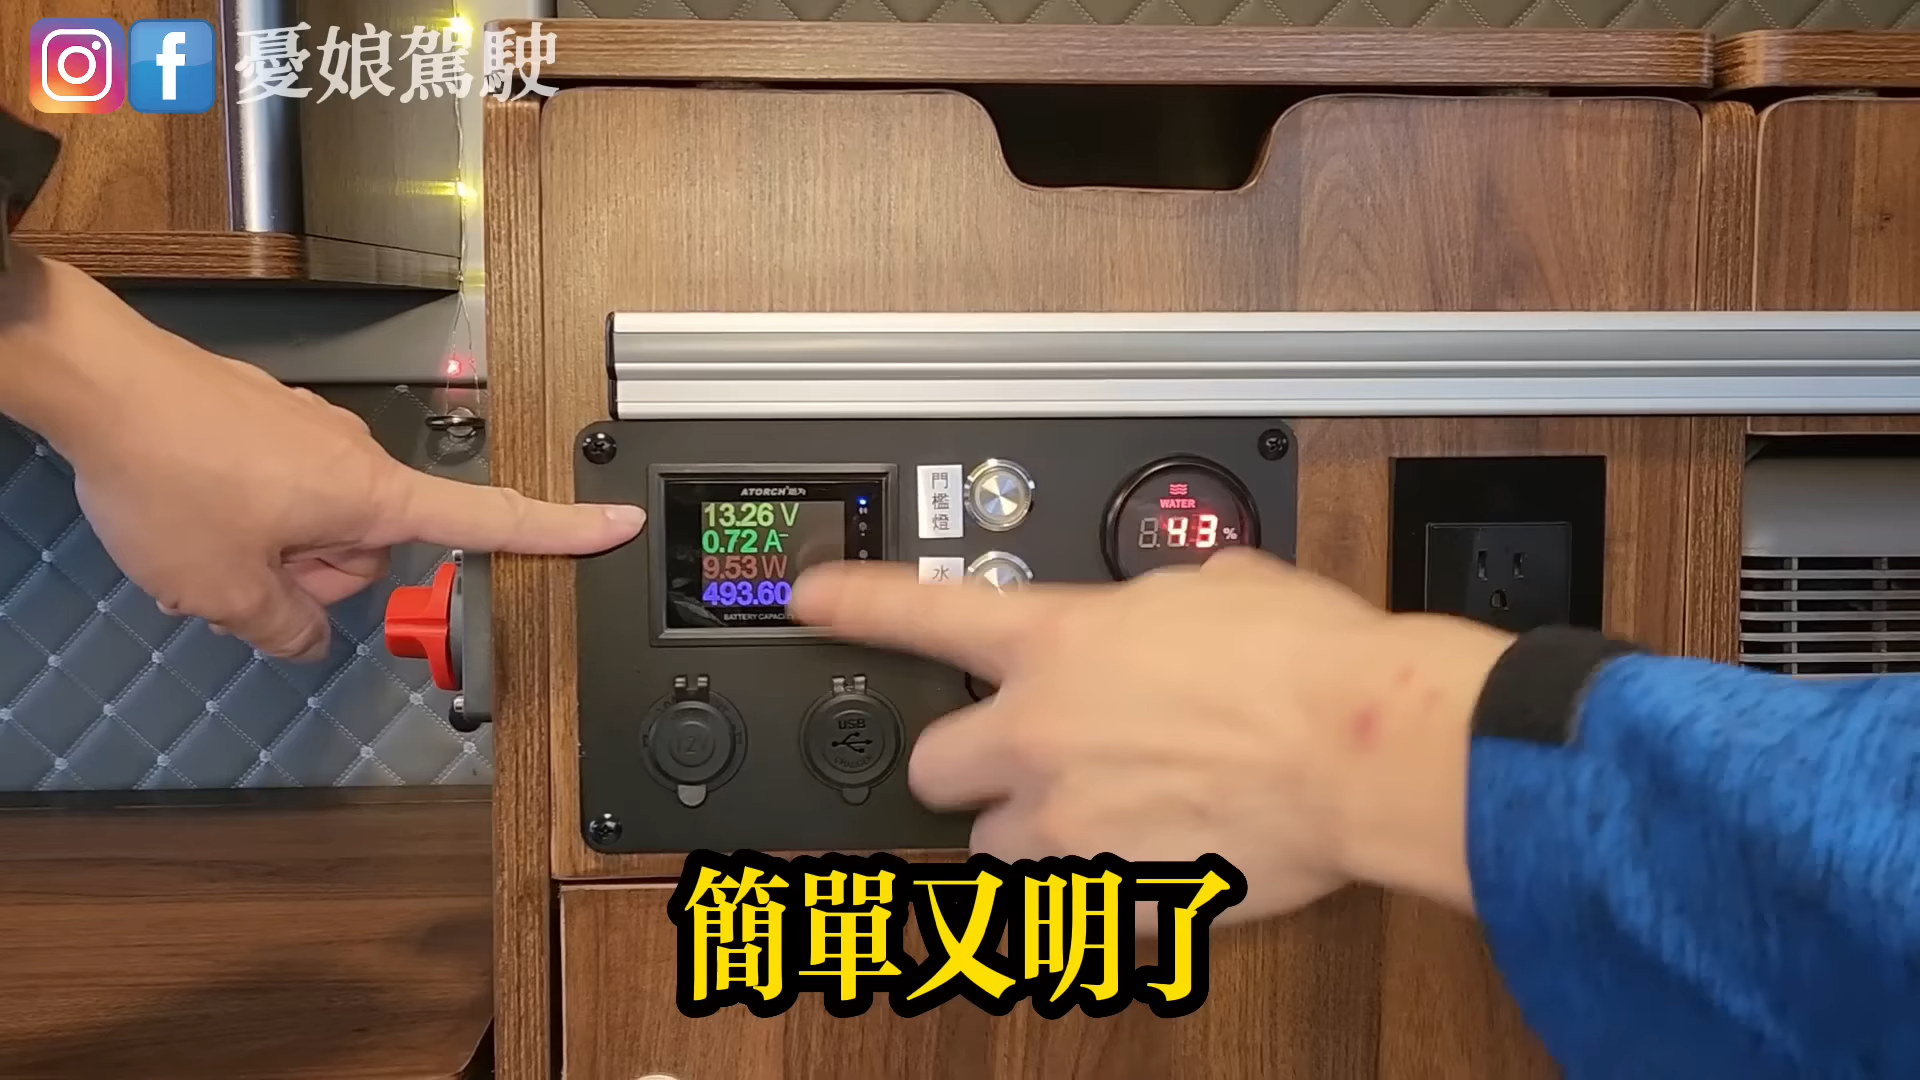 憂娘駕駛
ATORCH
13.26 V
0.72 A
9.53 W
493.60
門檻燈
水
WATER
43 %
12V
USB
簡單又明了